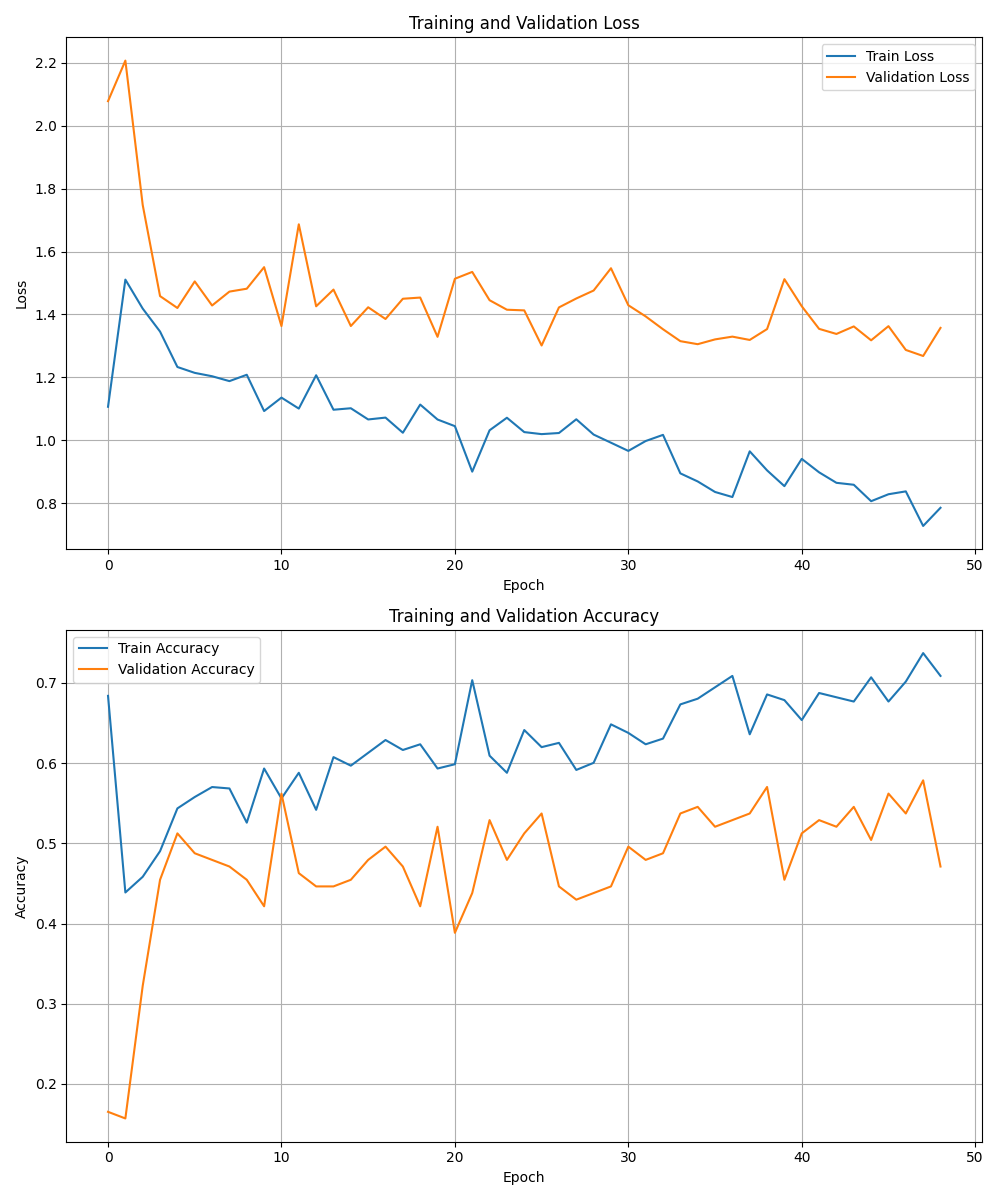 Training and Validation Loss
Train Loss
Validation Loss
2.2
2.0
1.8
1.6
1.4
1.2
1.0
0.8
Loss
0 10 20 30 40 50
Epoch
Training and Validation Accuracy
Train Accuracy
Validation Accuracy
0.7
0.6
0.5
0.4
0.3
0.2
Accuracy
0 10 20 30 40 50
Epoch